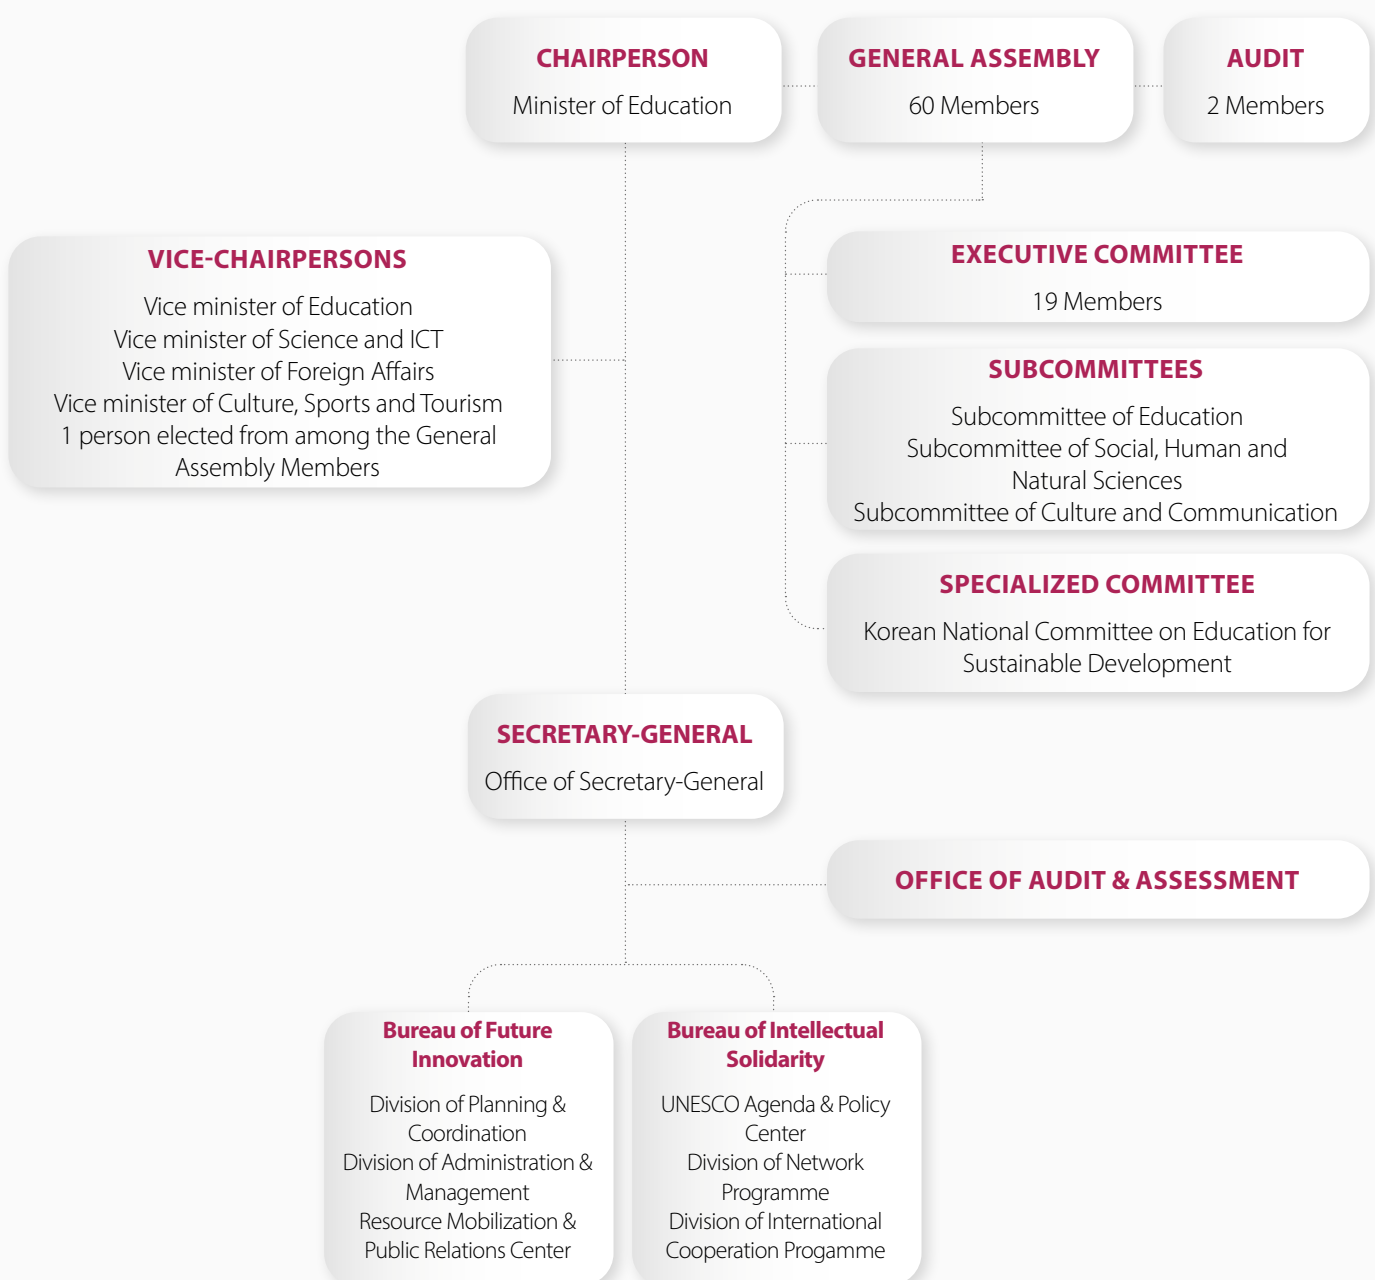 CHAIRPERSON
Minister of Education
GENERAL ASSEMBLY
60 Members
AUDIT
2 Members
VICE-CHAIRPERSONS
Vice minister of Education
Vice minister of Science and ICT
Vice minister of Foreign Affairs
Vice minister of Culture, Sports and Tourism
1 person elected from among the General
Assembly Members
EXECUTIVE COMMITTEE
19 Members
SUBCOMMITTEES
Subcommittee of Education
Subcommittee of Social, Human and
Natural Sciences
Subcommittee of Culture and Communication
SPECIALIZED COMMITTEE
Korean National Committee on Education for
Sustainable Development
SECRETARY-GENERAL
Office of Secretary-General
OFFICE OF AUDIT & ASSESSMENT
Bureau of Future
Innovation
Division of Planning &
Coordination
Division of Administration &
Management
Resource Mobilization &
Public Relations Center
Bureau of Intellectual
Solidarity
UNESCO Agenda & Policy
Center
Division of Network
Programme
Division of International
Cooperation Progamme